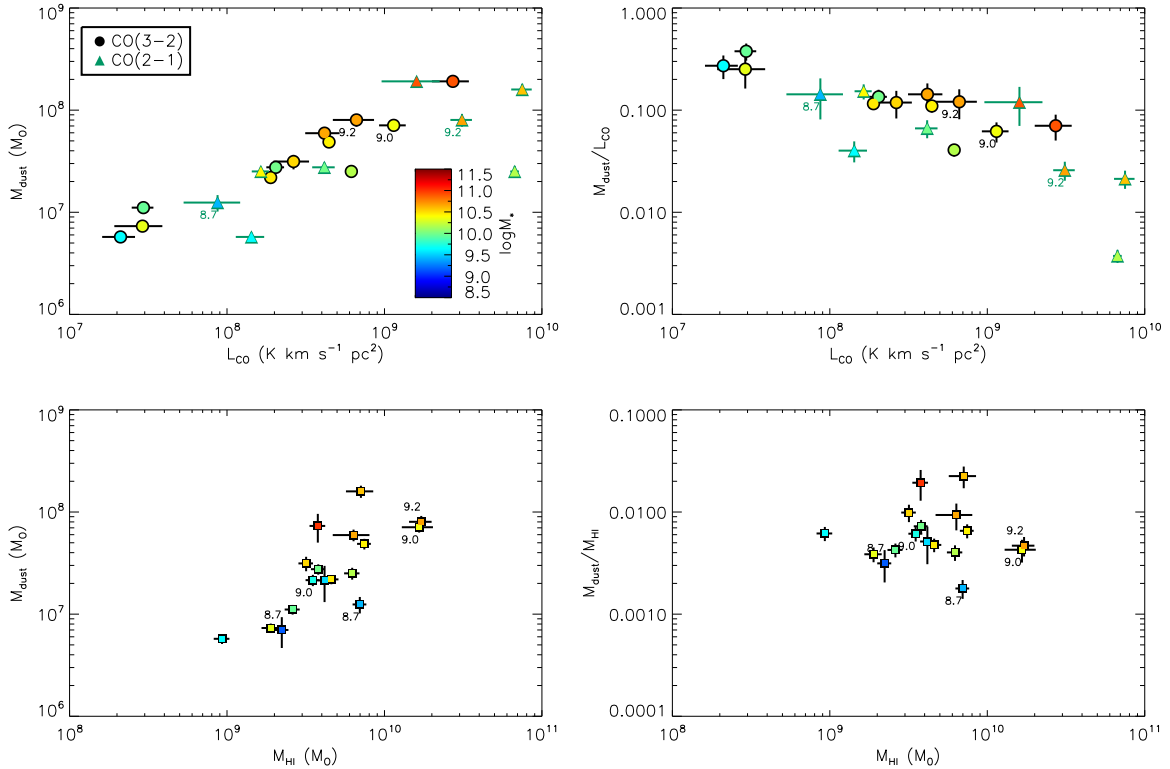 10⁹
10⁸
10⁷
10⁶
M_dust (M_O)
CO(3−2)
CO(2−1)
9.2
9.0
9.2
8.7
11.5
11.0
10.5
10.0
9.5
9.0
8.5
logM_*
10⁷ 10⁸ 10⁹ 10¹⁰
L_CO (K km s⁻¹ pc²)
1.000
0.100
0.010
0.001
M_dust/L_CO
8.7
9.2
9.0
9.2
10⁷ 10⁸ 10⁹ 10¹⁰
L_CO (K km s⁻¹ pc²)
10⁹
10⁸
10⁷
10⁶
M_dust (M_O)
9.2
9.0
9.0
8.7
8.7
10⁸ 10⁹ 10¹⁰ 10¹¹
M_HI (M_O)
0.1000
0.0100
0.0010
0.0001
M_dust/M_HI
9.2
8.7
9.0
9.0
8.7
10⁸ 10⁹ 10¹⁰ 10¹¹
M_HI (M_O)